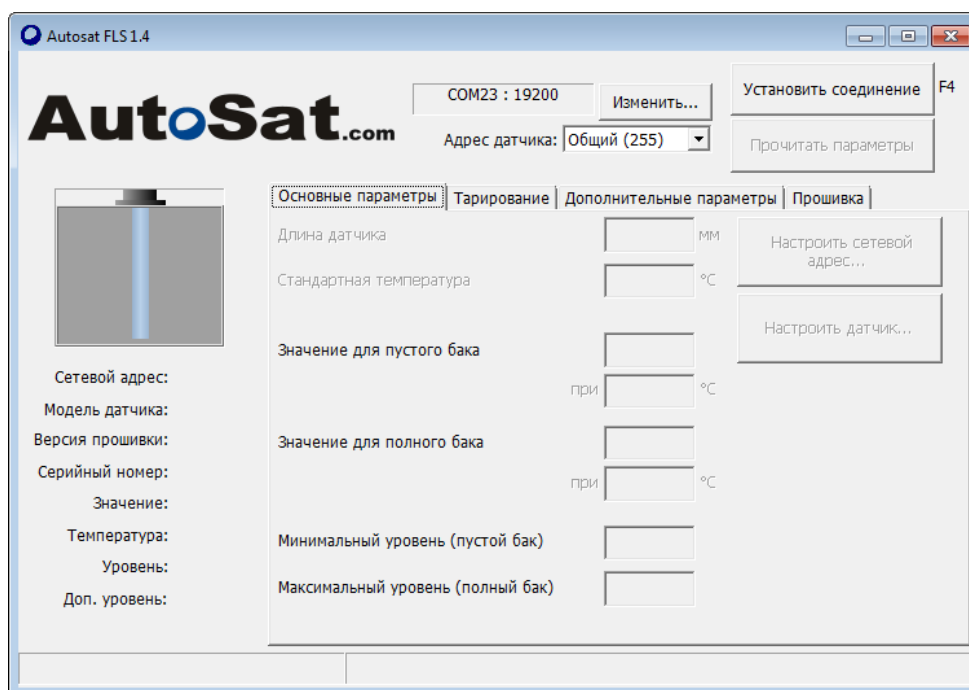 Autosat FLS 1.4
AutoSat.com
COM23 : 19200
Изменить...
Установить соединение
F4
Адрес датчика:
Общий (255)
Прочитать параметры
Основные параметры
Тарирование
Дополнительные параметры
Прошивка
Длина датчика
мм
Настроить сетевой
адрес...
Стандартная температура
°C
Настроить датчик...
Значение для пустого бака
при
°C
Значение для полного бака
при
°C
Минимальный уровень (пустой бак)
Максимальный уровень (полный бак)
Сетевой адрес:
Модель датчика:
Версия прошивки:
Серийный номер:
Значение:
Температура:
Уровень:
Доп. уровень: